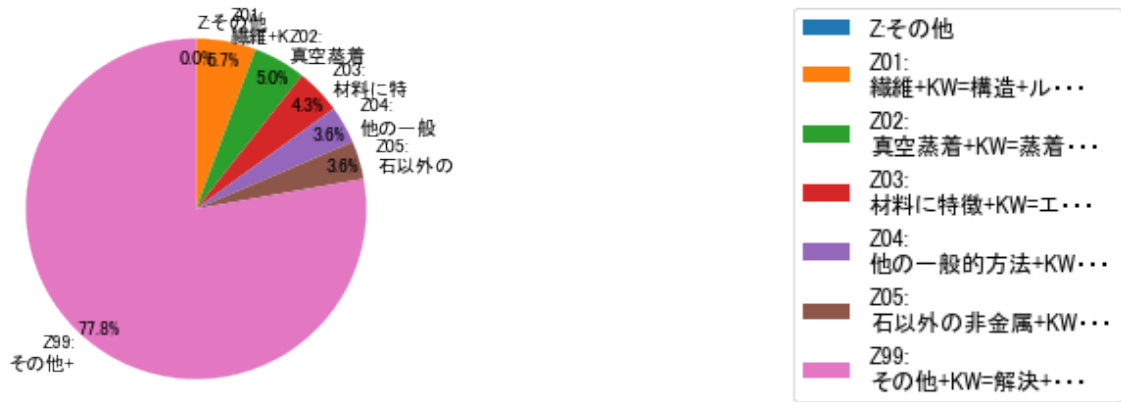 Z:その他
Z01:
繊維+K
Z02:
真空蒸着
Z03:
材料に特
Z04:
他の一般
Z05:
石以外の
Z99:
その他+
0.0%
5.7%
5.0%
4.3%
3.6%
3.6%
77.8%
Z:その他
Z01:
繊維+KW=構造+ル・・・
Z02:
真空蒸着+KW=蒸着・・・
Z03:
材料に特徴+KW=エ・・・
Z04:
他の一般的方法+KW・・・
Z05:
石以外の非金属+KW・・・
Z99:
その他+KW=解決+・・・